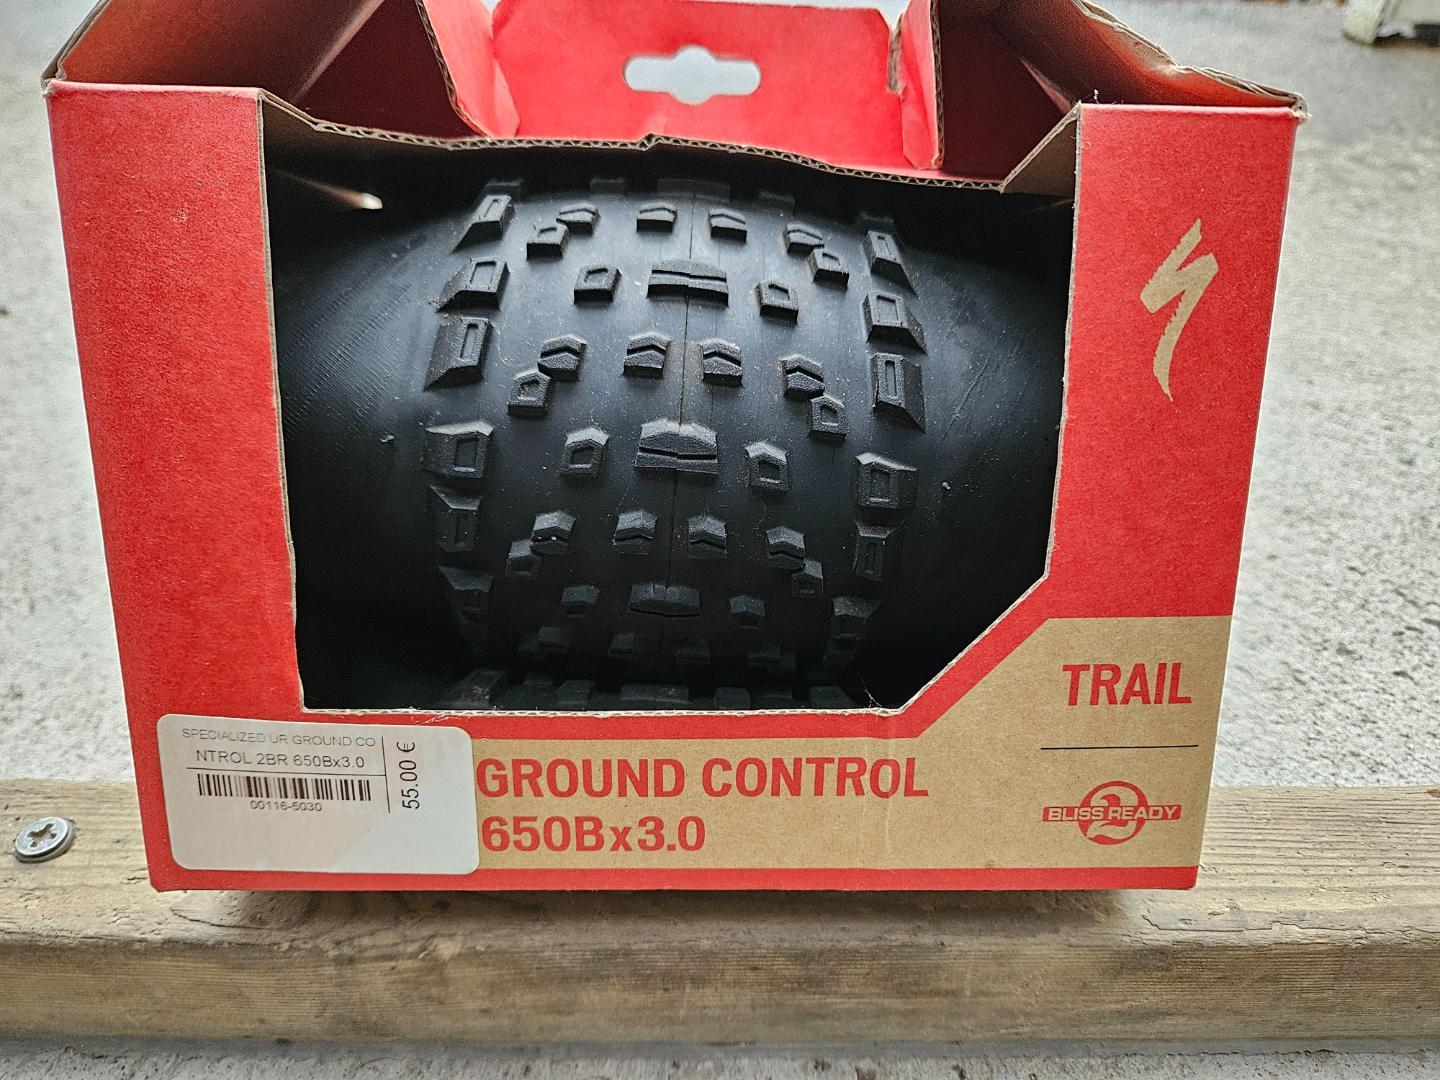 TRAIL
2
BLISS READY
GROUND CONTROL
650Bx3.0
SPECIALIZED UR GROUND CO
NTROL 2BR 650Bx3.0
00116-5030
55.00 €